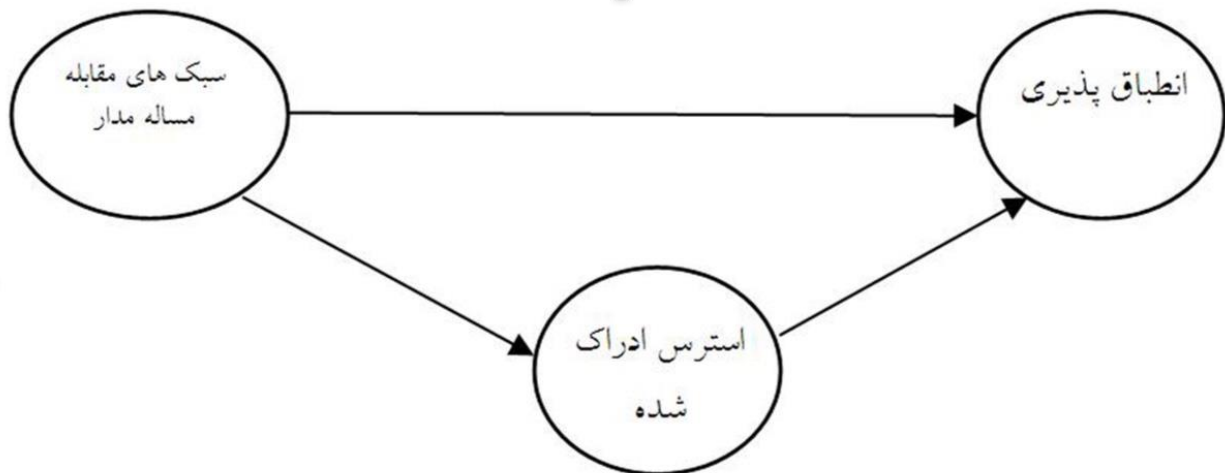 سبک های مقابله
مساله مدار
انطباق پذیری
استرس ادراک
شده